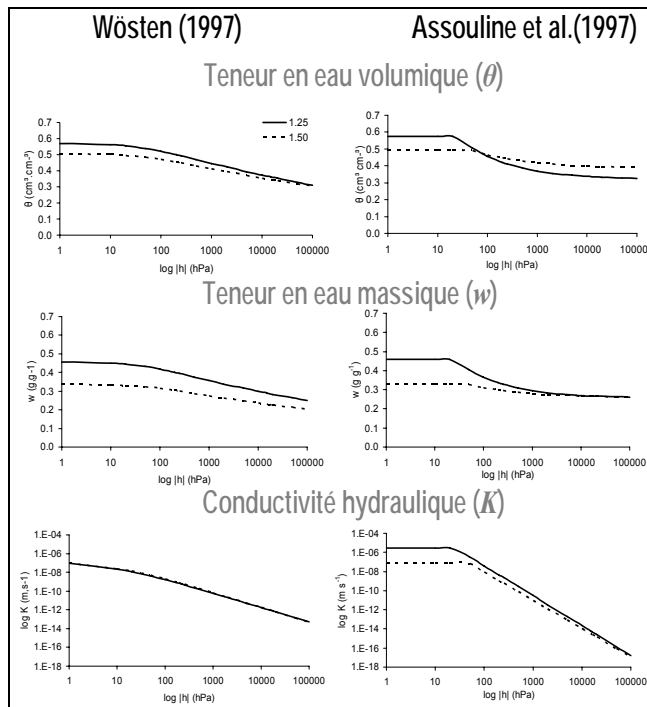 Wösten (1997) Assouline et al.(1997)
Teneur en eau volumique (θ)
1.25
1.50
θ (cm³.cm-³)
0.7
0.6
0.5
0.4
0.3
0.2
0.1
0.0
1 10 100 1000 10000 100000
log |h| (hPa)
θ (cm³ cm-³)
0.7
0.6
0.5
0.4
0.3
0.2
0.1
0.0
1 10 100 1000 10000 100000
log |h| (hPa)
Teneur en eau massique (w)
w (g.g-1)
0.7
0.6
0.5
0.4
0.3
0.2
0.1
0.0
1 10 100 1000 10000 100000
log |h| (hPa)
w (g g-1)
0.7
0.6
0.5
0.4
0.3
0.2
0.1
0.0
1 10 100 1000 10000 100000
log |h| (hPa)
Conductivité hydraulique (K)
log K (m.s-1)
1.E-04
1.E-06
1.E-08
1.E-10
1.E-12
1.E-14
1.E-16
1.E-18
1 10 100 1000 10000 100000
log |h| (hPa)
log K (m s-1)
1.E-04
1.E-06
1.E-08
1.E-10
1.E-12
1.E-14
1.E-16
1.E-18
1 10 100 1000 10000 100000
log |h| (hPa)